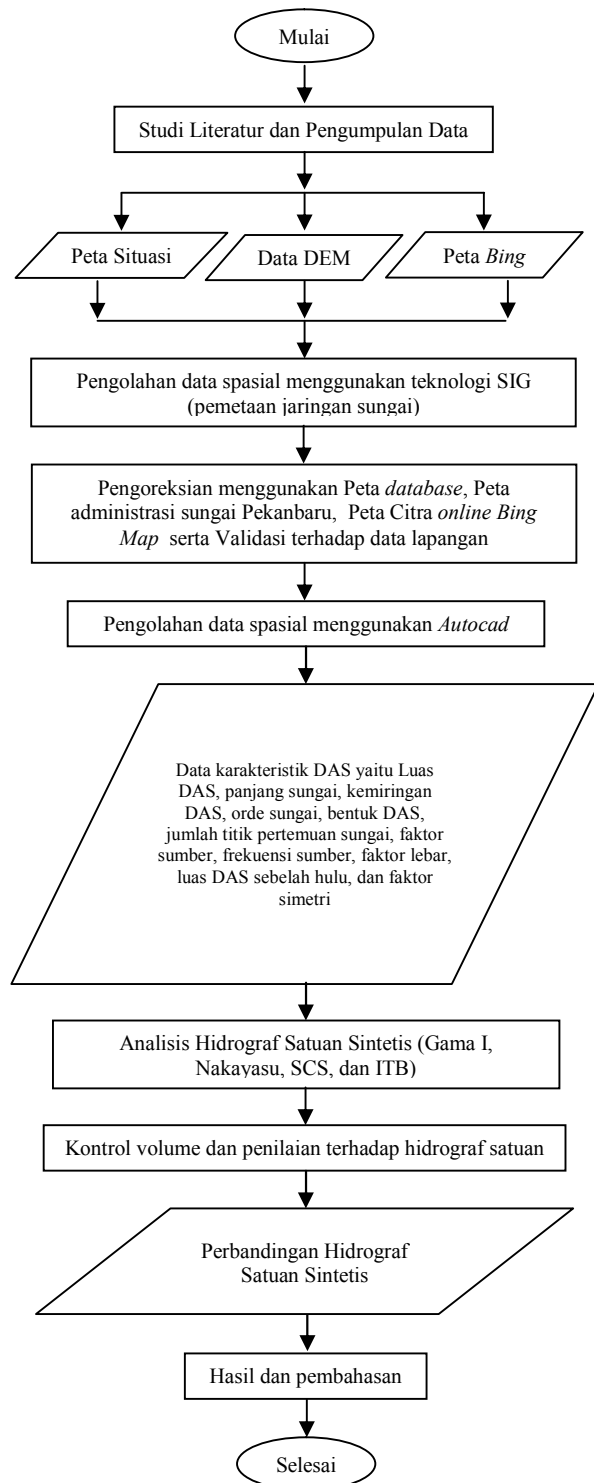 Mulai
Studi Literatur dan Pengumpulan Data
Peta Situasi
Data DEM
Peta Bing
Pengolahan data spasial menggunakan teknologi SIG
(pemetaan jaringan sungai)
Pengoreksian menggunakan Peta database, Peta
administrasi sungai Pekanbaru, Peta Citra online Bing
Map serta Validasi terhadap data lapangan
Pengolahan data spasial menggunakan Autocad
Data karakteristik DAS yaitu Luas
DAS, panjang sungai, kemiringan
DAS, orde sungai, bentuk DAS,
jumlah titik pertemuan sungai, faktor
sumber, frekuensi sumber, faktor lebar,
luas DAS sebelah hulu, dan faktor
simetri
Analisis Hidrograf Satuan Sintetis (Gama I,
Nakayasu, SCS, dan ITB)
Kontrol volume dan penilaian terhadap hidrograf satuan
Perbandingan Hidrograf
Satuan Sintetis
Hasil dan pembahasan
Selesai